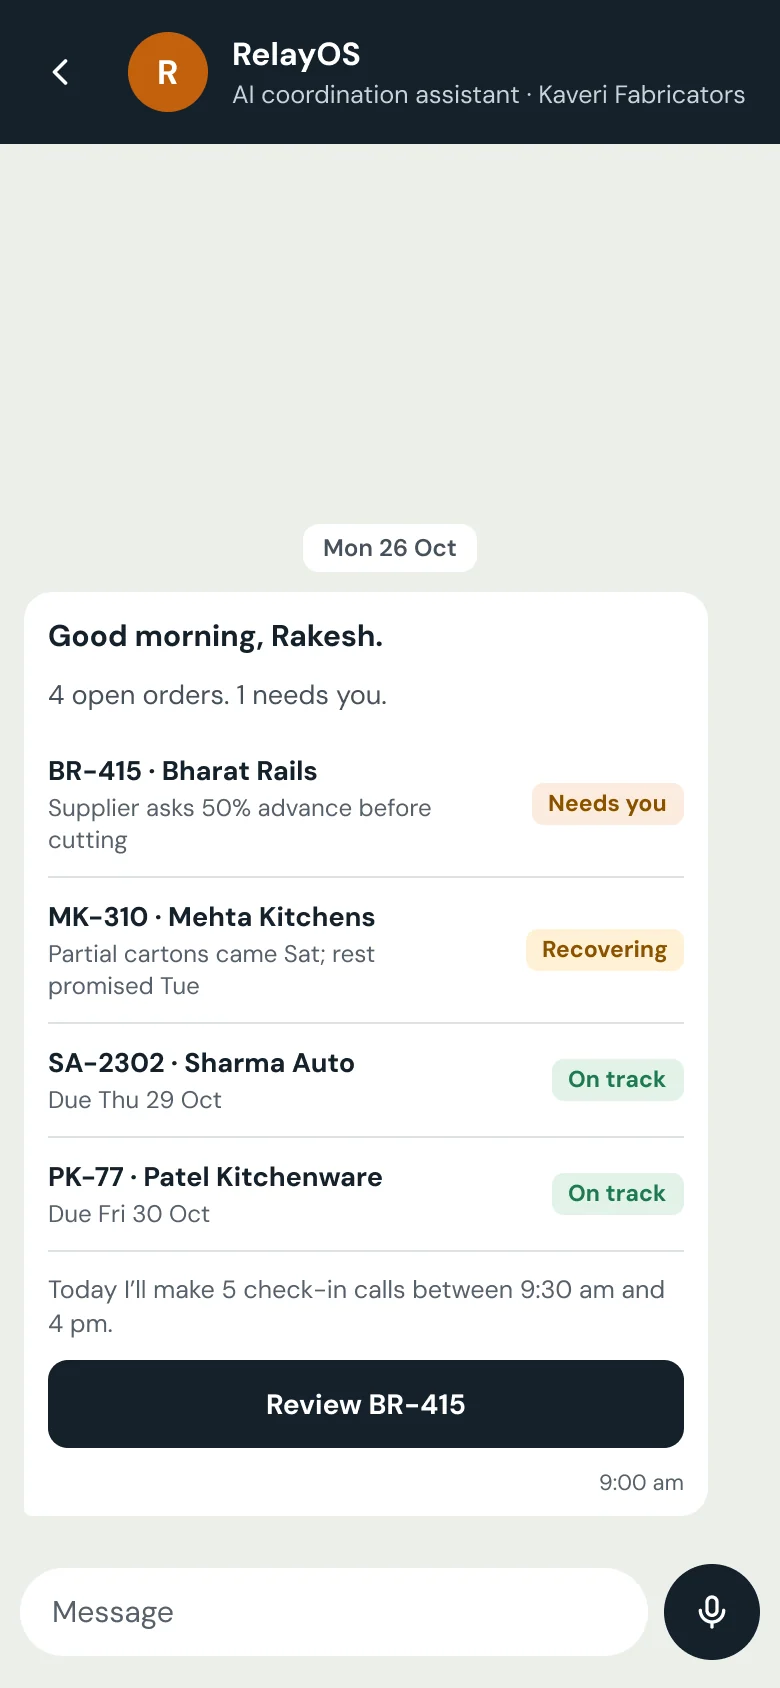 R
RelayOS
AI coordination assistant · Kaveri Fabricators
Mon 26 Oct
Good morning, Rakesh.
4 open orders. 1 needs you.
BR-415 · Bharat Rails
Supplier asks 50% advance before
cutting
Needs you
MK-310 · Mehta Kitchens
Partial cartons came Sat; rest
promised Tue
Recovering
SA-2302 · Sharma Auto
Due Thu 29 Oct
On track
PK-77 · Patel Kitchenware
Due Fri 30 Oct
On track
Today I’ll make 5 check-in calls between 9:30 am and
4 pm.
Review BR-415
9:00 am
Message